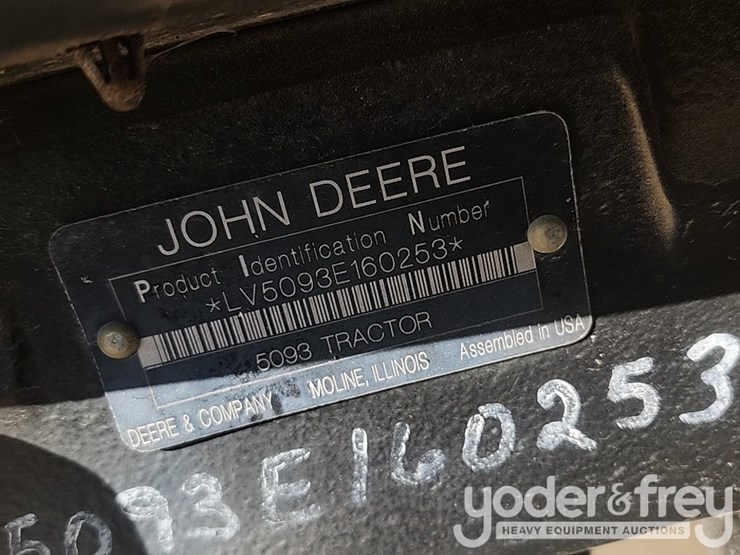 JOHN DEERE
Product Identification Number
*LV5093E160253*
5093 TRACTOR
DEERE & COMPANY MOLINE, ILLINOIS Assembled in USA
5093E160253
yoder&frey
HEAVY EQUIPMENT AUCTIONS